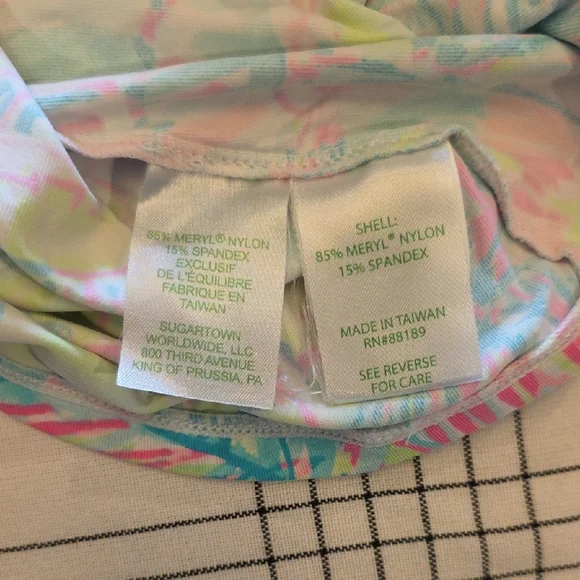 85% MERYL® NYLON
15% SPANDEX
EXCLUSIF
DE L'ÉQUILIBRE
FABRIQUE EN
TAIWAN
SUGARTOWN
WORLDWIDE, LLC
800 THIRD AVENUE
KING OF PRUSSIA, PA
SHELL:
85% MERYL® NYLON
15% SPANDEX
MADE IN TAIWAN
RN#88189
SEE REVERSE
FOR CARE